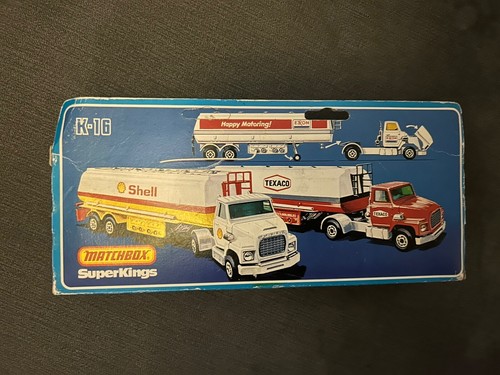 K-16
Happy Motoring!
EXXON
Shell
TEXACO
TEXACO
MATCHBOX
SuperKings